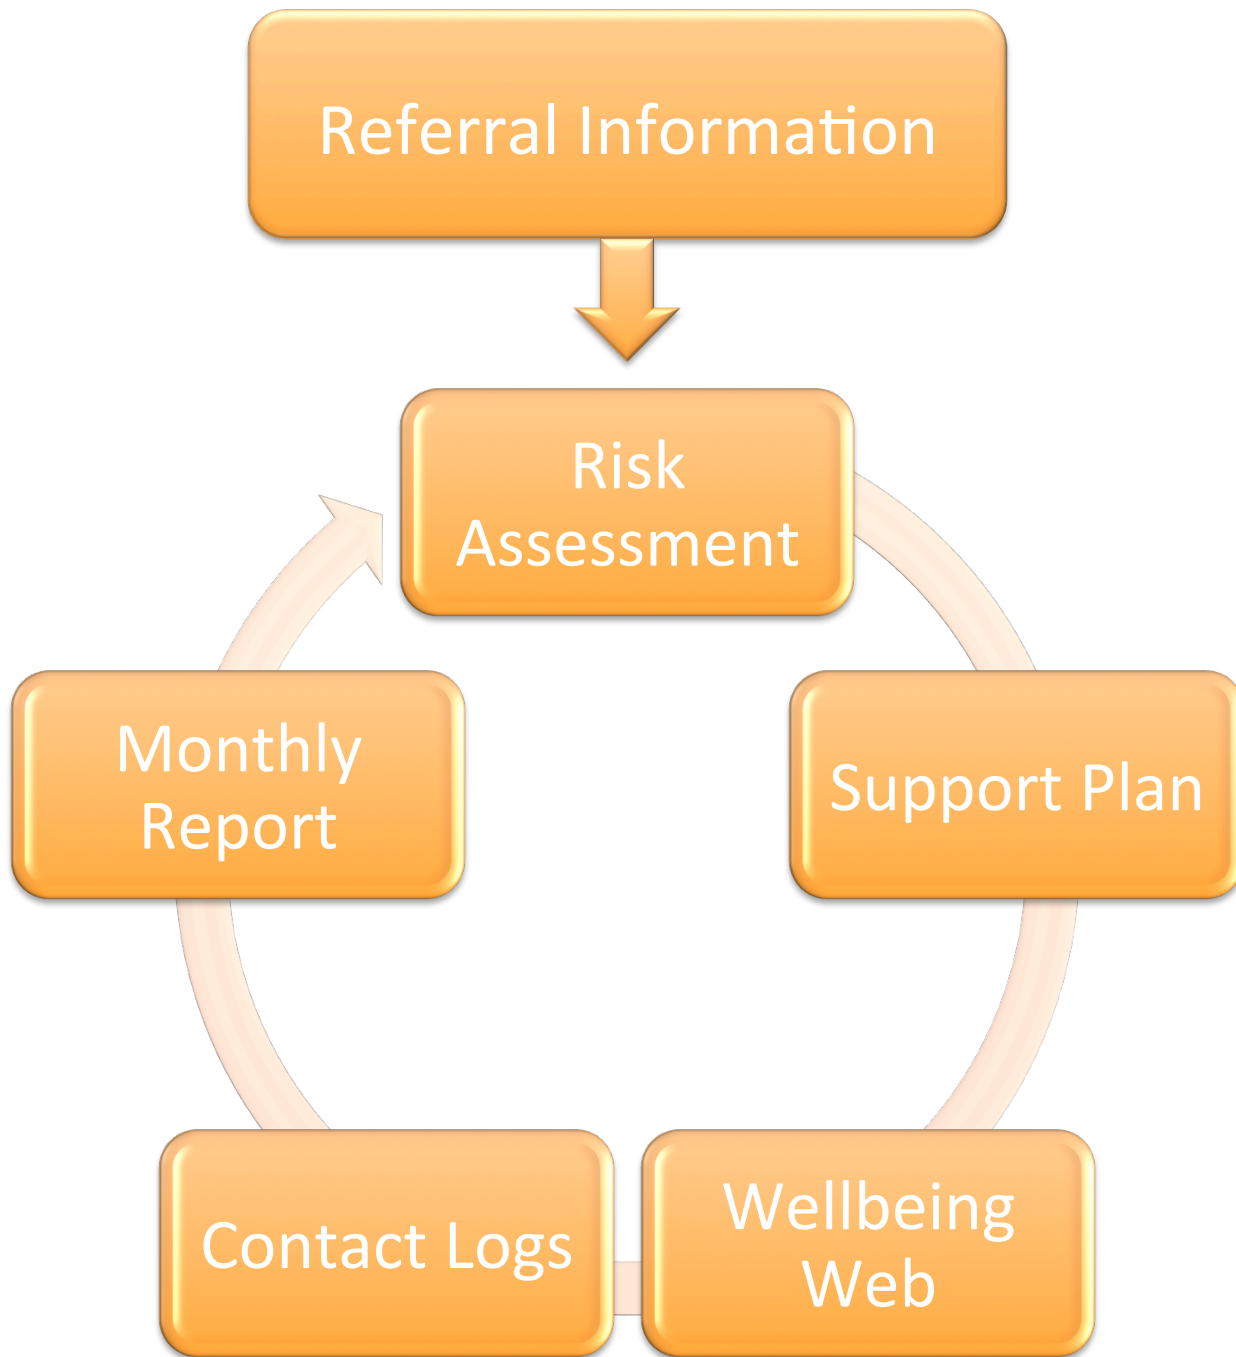 Referral Information
Risk
Assessment
Support Plan
Wellbeing
Web
Contact Logs
Monthly
Report